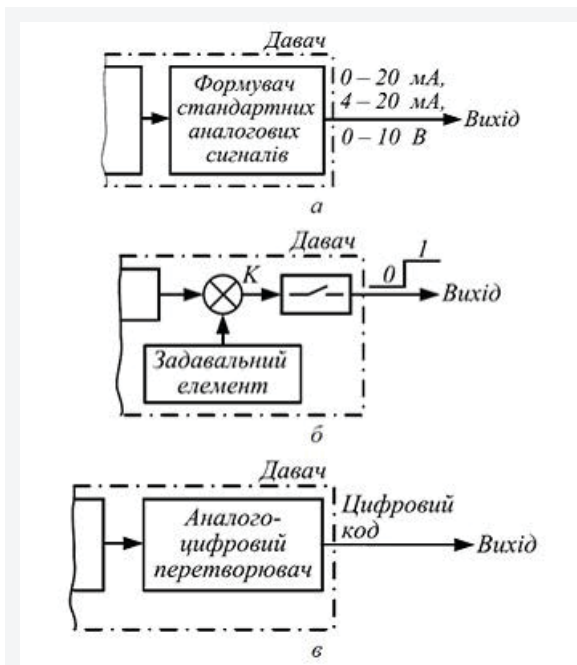 Давач
Формувач
стандартних
аналогових
сигналів
0 – 20 мА,
4 – 20 мА,
0 – 10 В
Вихід
а
Давач
K
0
1
Вихід
Задавальний
елемент
б
Давач
Аналого-
цифровий
перетворювач
Цифровий
код
Вихід
в